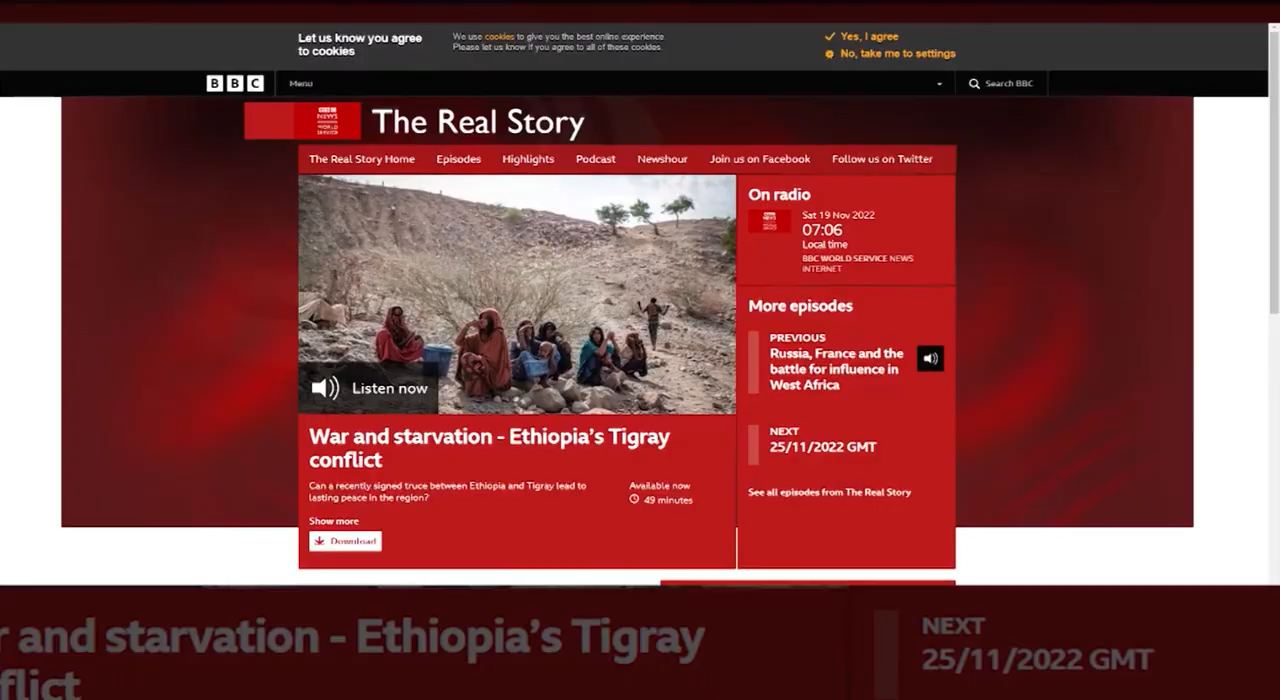 Let us know you agree
to cookies
We use cookies to give you the best online experience
Please let us know if you agree to all of these cookies.
Yes, I agree
No, take me to settings
BBC
Menu
Search BBC
BBC
NEWS
WORLD
SERVICE
The Real Story
The Real Story Home
Episodes
Highlights
Podcast
Newshour
Join us on Facebook
Follow us on Twitter
Listen now
War and starvation - Ethiopia's Tigray
conflict
Can a recently signed truce between Ethiopia and Tigray lead to
lasting peace in the region?
Available now
49 minutes
Show more
Download
On radio
Sat 19 Nov 2022
07:06
Local time
BBC WORLD SERVICE NEWS
INTERNET
More episodes
PREVIOUS
Russia, France and the
battle for influence in
West Africa
NEXT
25/11/2022 GMT
See all episodes from The Real Story
r and starvation - Ethiopia's Tigray
flict
NEXT
25/11/2022 GMT